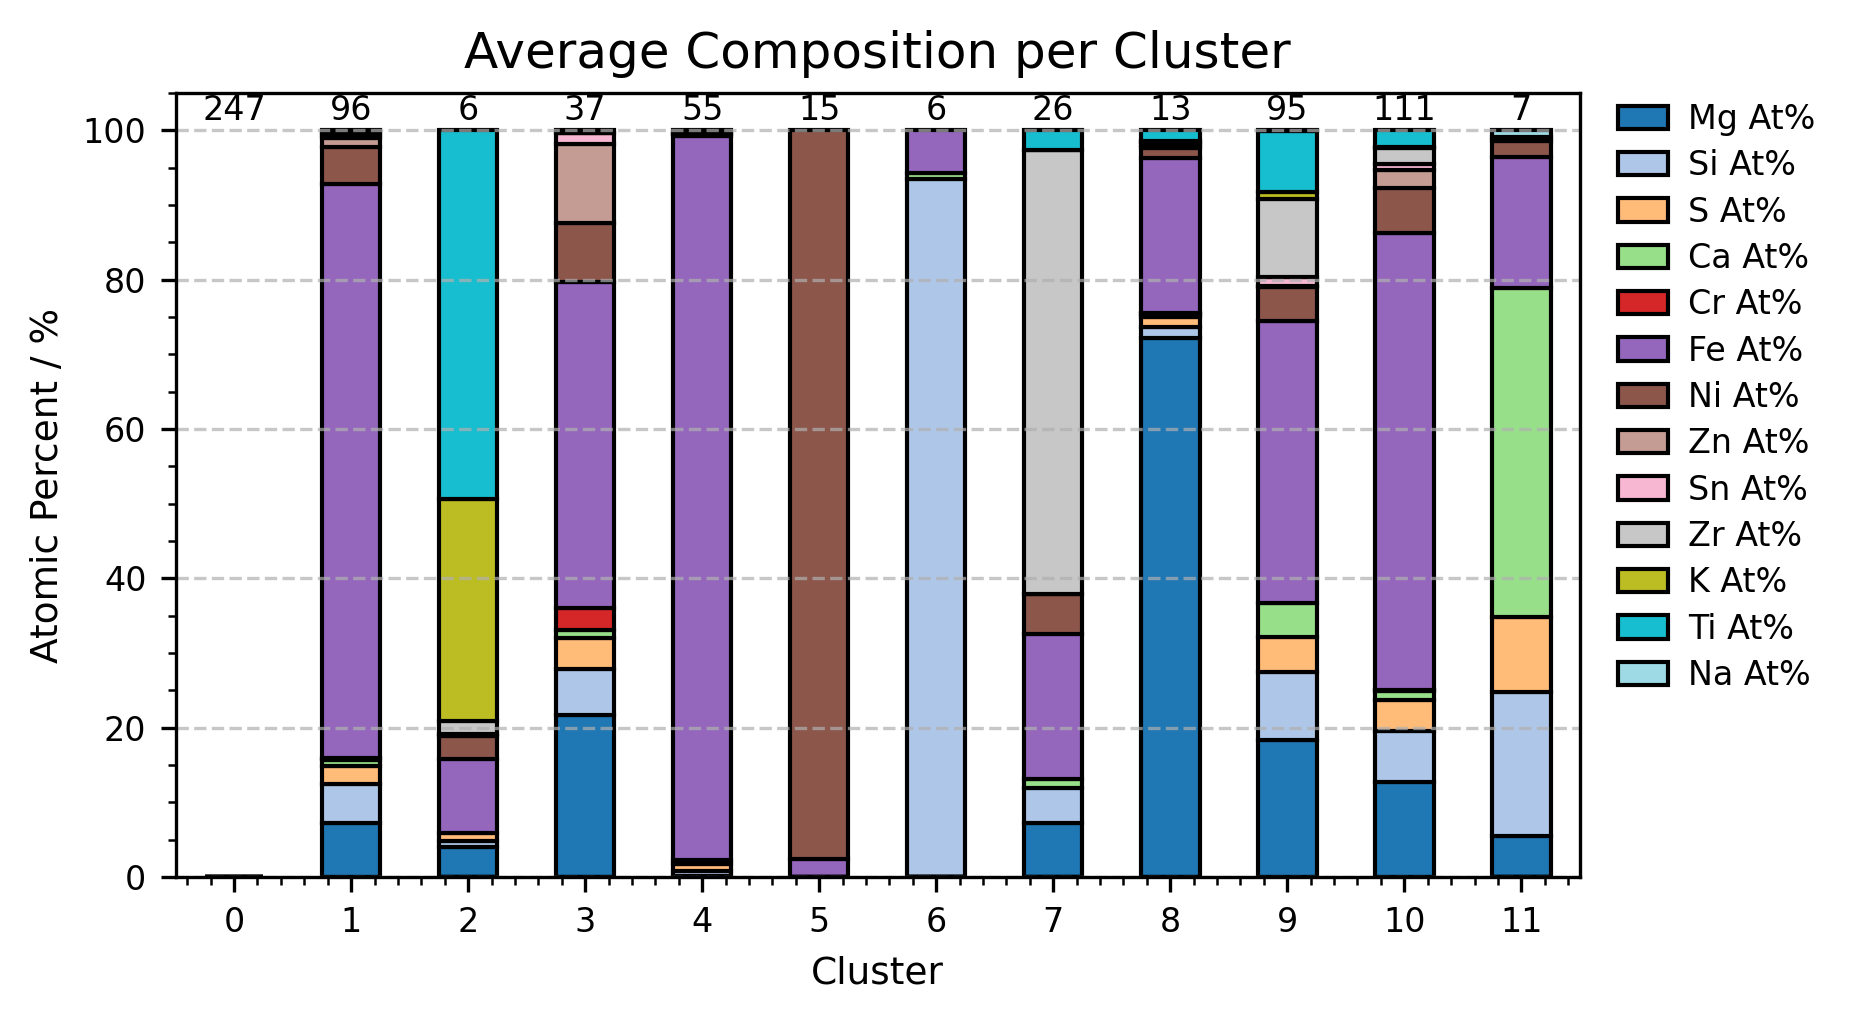 Average Composition per Cluster
247 96 6 37 55 15 6 26 13 95 111 7
100
80
60
40
20
0
Atomic Percent / %
0 1 2 3 4 5 6 7 8 9 10 11
Cluster
Mg At%
Si At%
S At%
Ca At%
Cr At%
Fe At%
Ni At%
Zn At%
Sn At%
Zr At%
K At%
Ti At%
Na At%